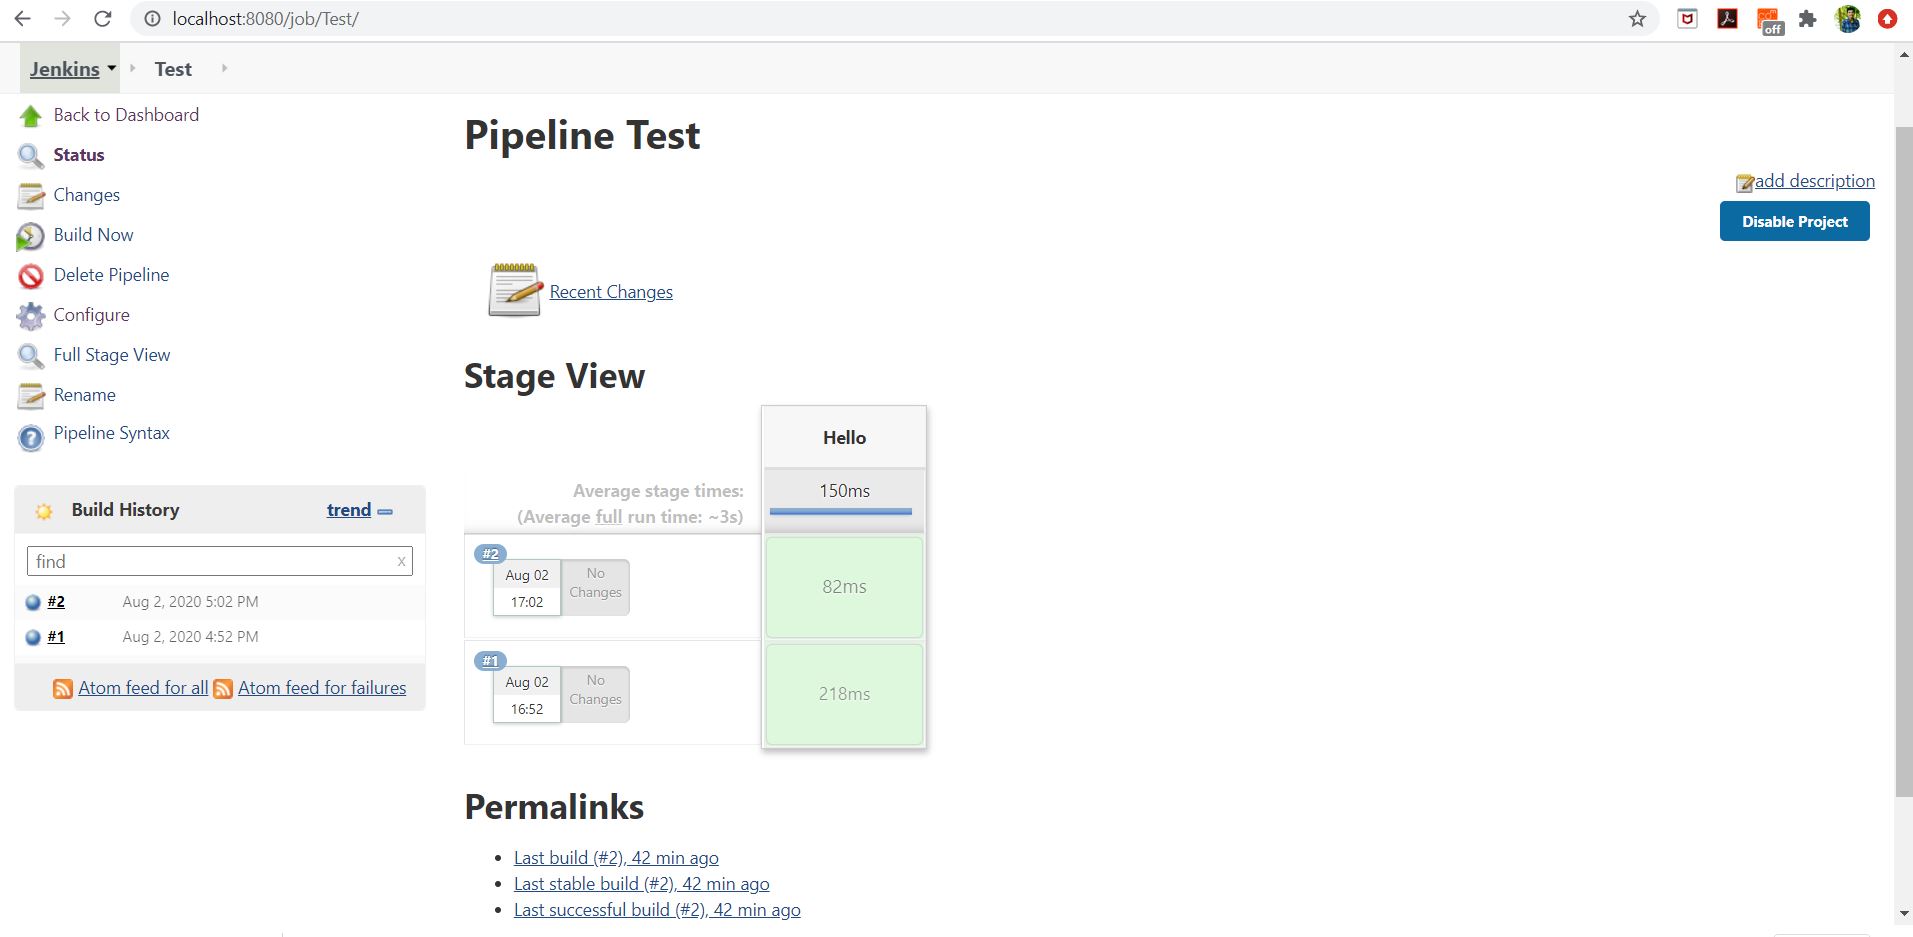 localhost:8080/job/Test/
off
Jenkins
Test
Back to Dashboard
Status
Changes
Build Now
Delete Pipeline
Configure
Full Stage View
Rename
Pipeline Syntax
Build History
trend
find
x
#2
Aug 2, 2020 5:02 PM
#1
Aug 2, 2020 4:52 PM
Atom feed for all
Atom feed for failures
Pipeline Test
add description
Disable Project
Recent Changes
Stage View
Hello
Average stage times:
(Average full run time: ~3s)
150ms
#2
Aug 02
17:02
No
Changes
82ms
#1
Aug 02
16:52
No
Changes
218ms
Permalinks
Last build (#2), 42 min ago
Last stable build (#2), 42 min ago
Last successful build (#2), 42 min ago